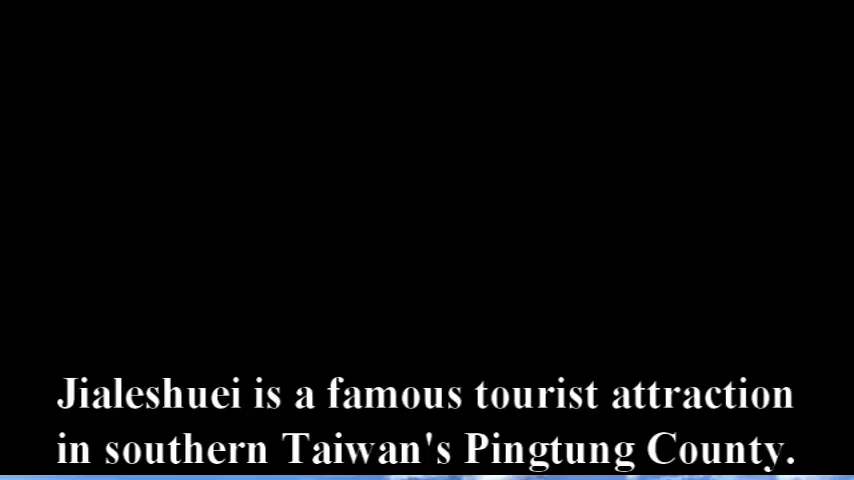 Jialeshuei is a famous tourist attraction
in southern Taiwan's Pingtung County.